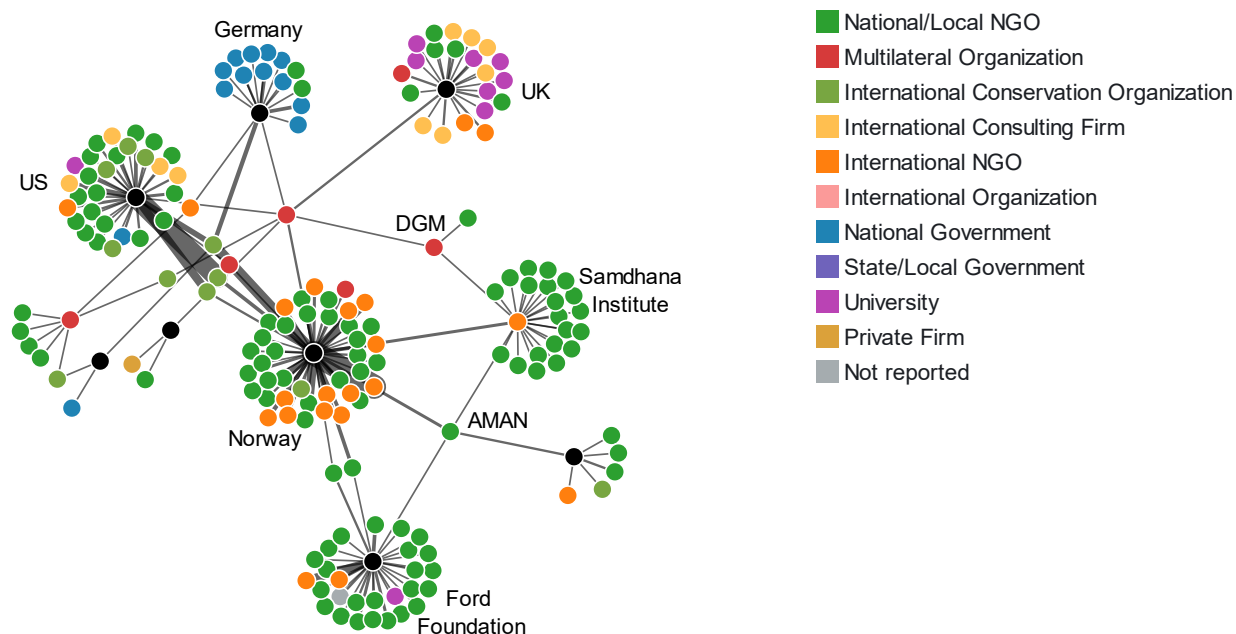 Germany
UK
US
DGM
Samdhana
Institute
AMAN
Norway
Ford
Foundation
National/Local NGO
Multilateral Organization
International Conservation Organization
International Consulting Firm
International NGO
International Organization
National Government
State/Local Government
University
Private Firm
Not reported